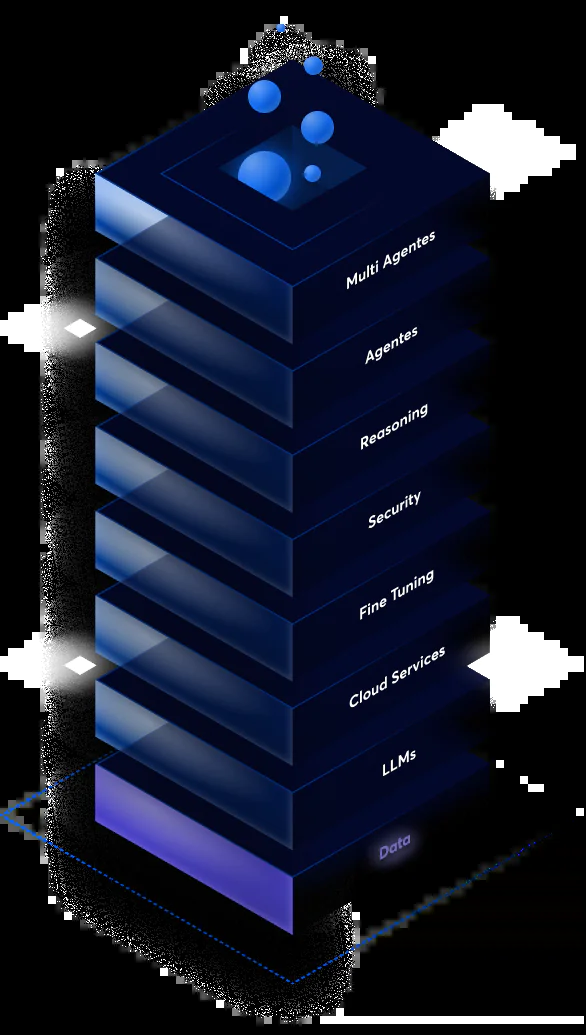 Multi Agentes
Agentes
Reasoning
Security
Fine Tuning
Cloud Services
LLMs
Data